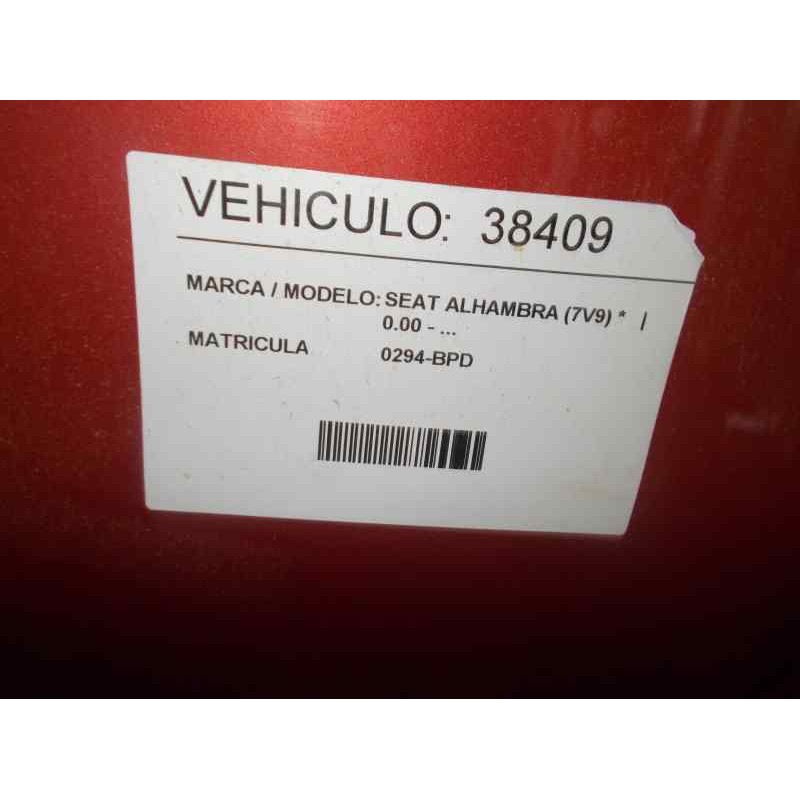 VEHICULO: 38409
MARCA / MODELO: SEAT ALHAMBRA (7V9) * |
0.00 - ...
MATRICULA 0294-BPD